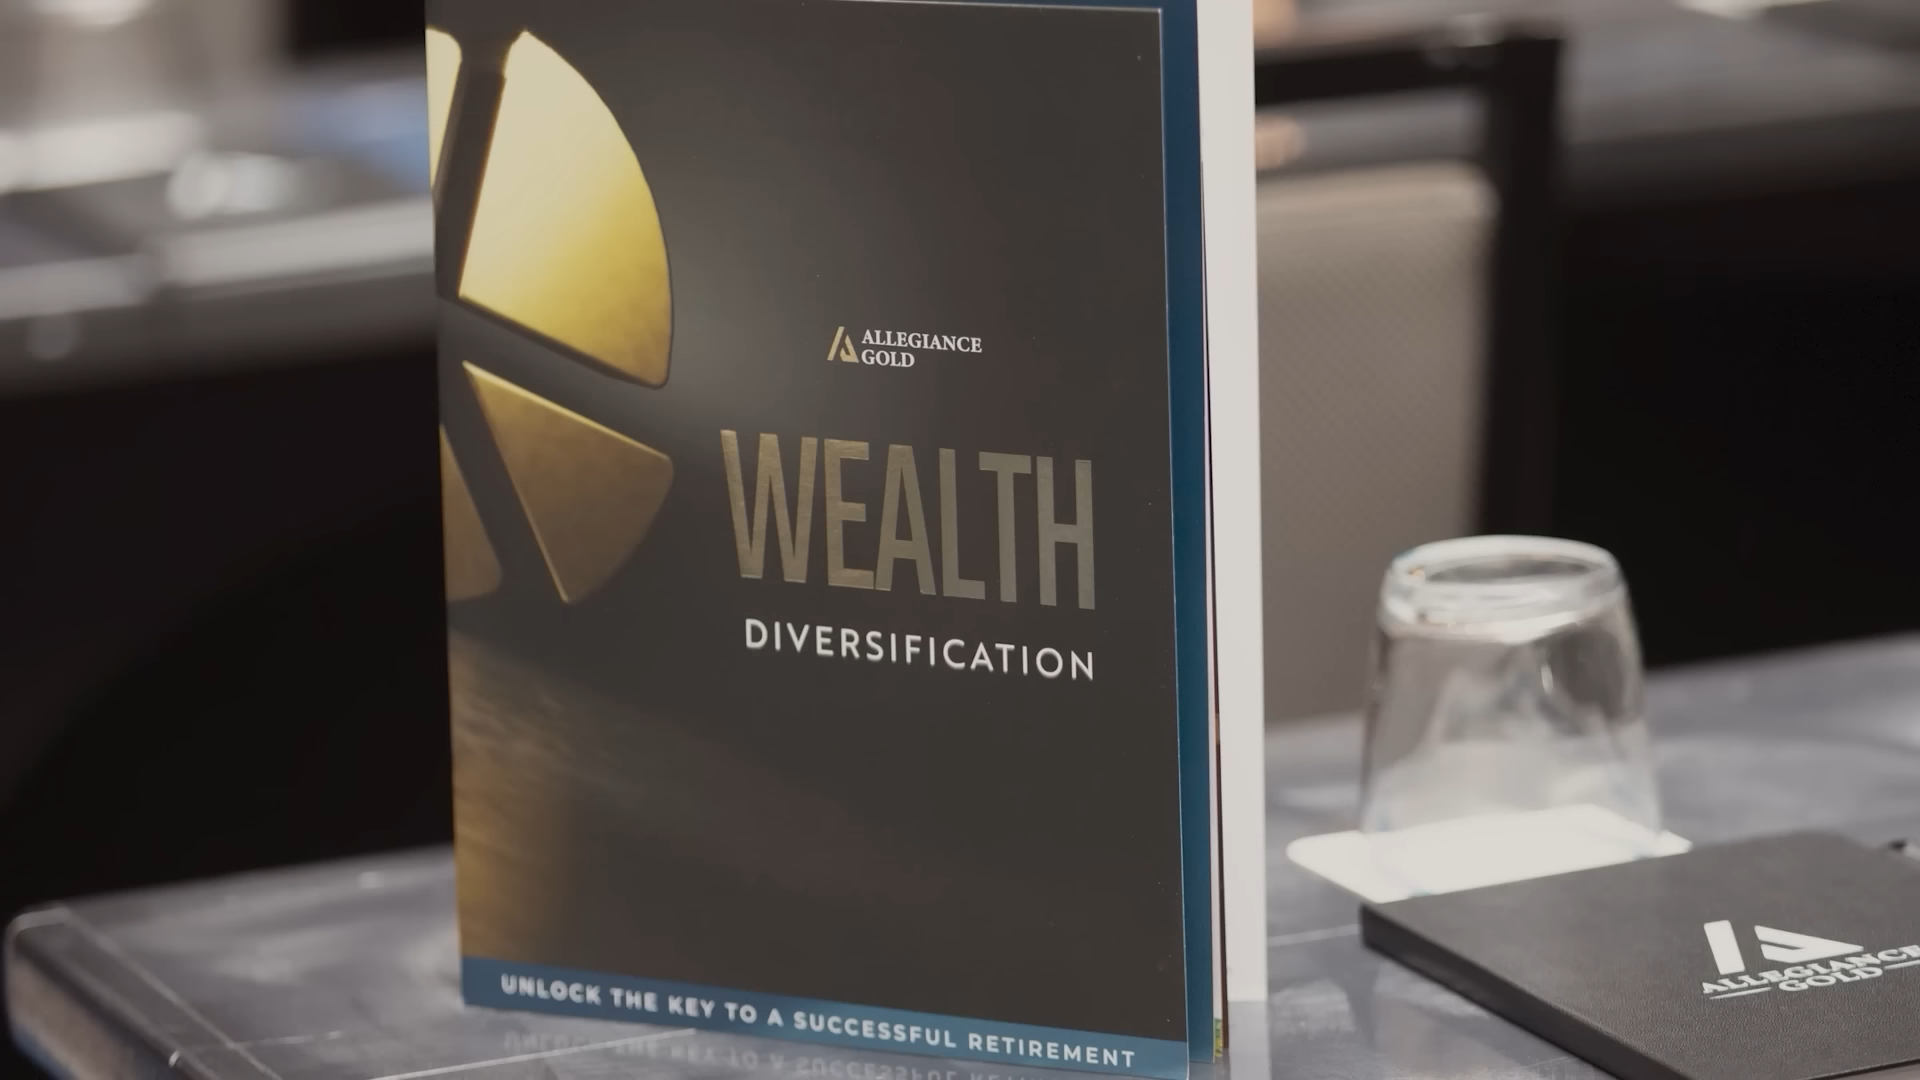 ALLEGIANCE
GOLD
WEALTH
DIVERSIFICATION
UNLOCK THE KEY TO A SUCCESSFUL RETIREMENT
ALLEGIANCE
GOLD